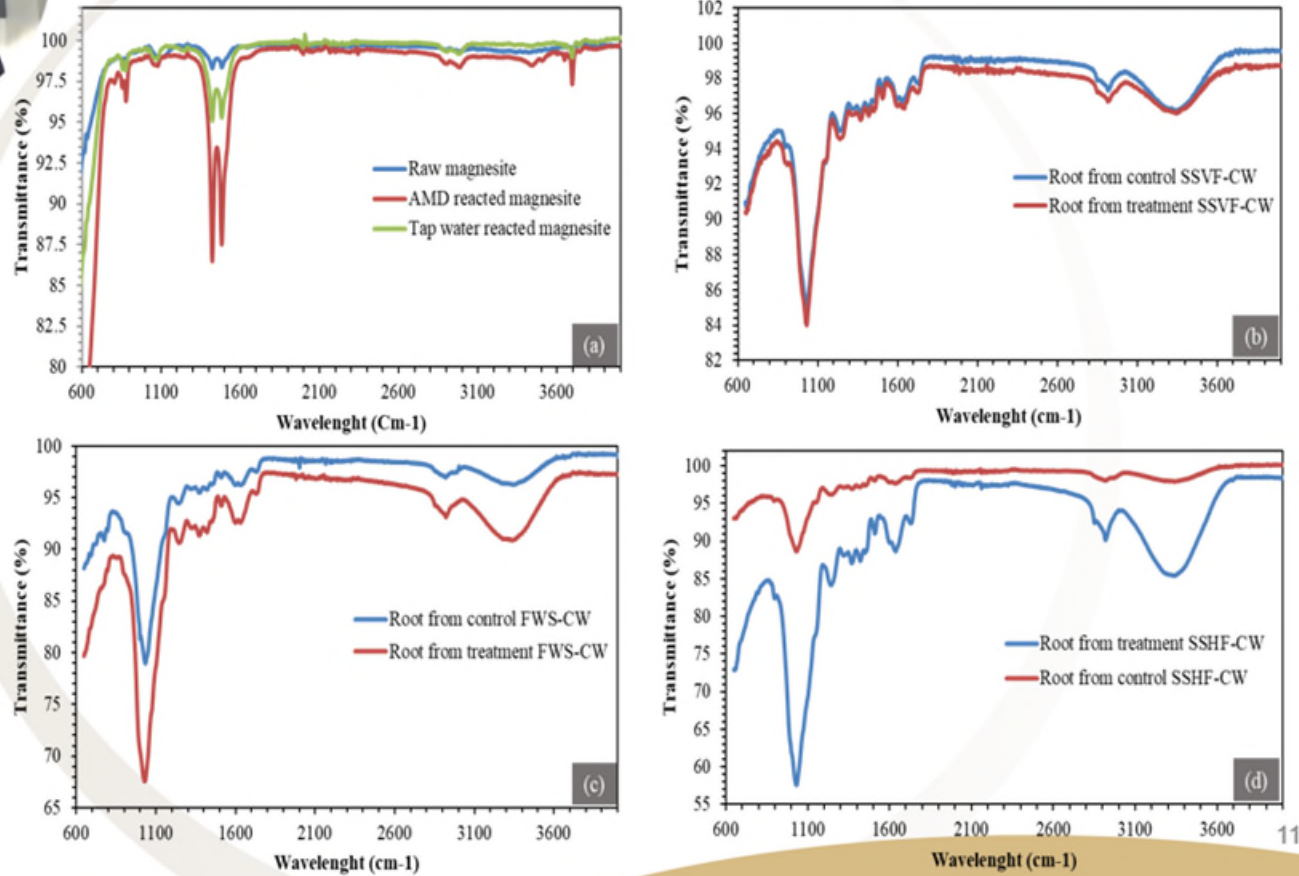 Transmittance (%)
100
97.5
95
92.5
90
87.5
85
82.5
80
Raw magnesite
AMD reacted magnesite
Tap water reacted magnesite
(a)
600 1100 1600 2100 2600 3100 3600
Wavelenght (Cm-1)
Transmittance (%)
102
100
98
96
94
92
90
88
86
84
82
Root from control SSVF-CW
Root from treatment SSVF-CW
(b)
600 1100 1600 2100 2600 3100 3600
Wavelenght (cm-1)
Transmittance (%)
100
95
90
85
80
75
70
65
Root from control FWS-CW
Root from treatment FWS-CW
(c)
600 1100 1600 2100 2600 3100 3600
Wavelenght (cm-1)
Transmittance (%)
100
95
90
85
80
75
70
65
60
55
Root from treatment SSHF-CW
Root from control SSHF-CW
(d)
600 1100 1600 2100 2600 3100 3600
Wavelenght (cm-1)
11